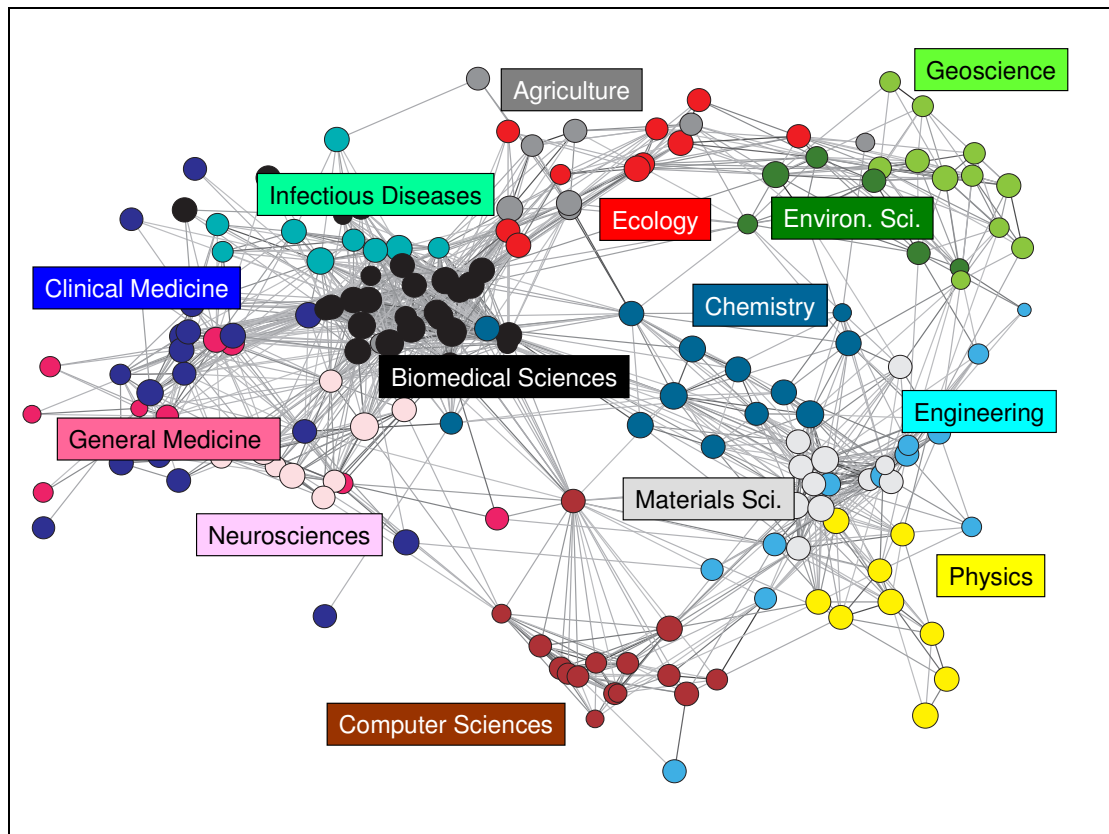 Geoscience
Agriculture
Infectious Diseases
Ecology
Environ. Sci.
Clinical Medicine
Chemistry
Biomedical Sciences
Engineering
General Medicine
Materials Sci.
Neurosciences
Physics
Computer Sciences